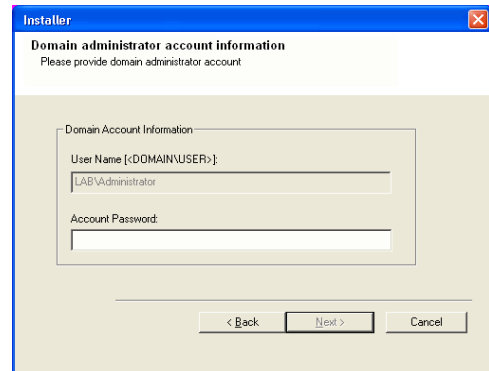 Installer
Domain administrator account information
Please provide domain administrator account
Domain Account Information
User Name [<DOMAIN\USER>]:
LAB\Administrator
Account Password:
< Back
Next >
Cancel